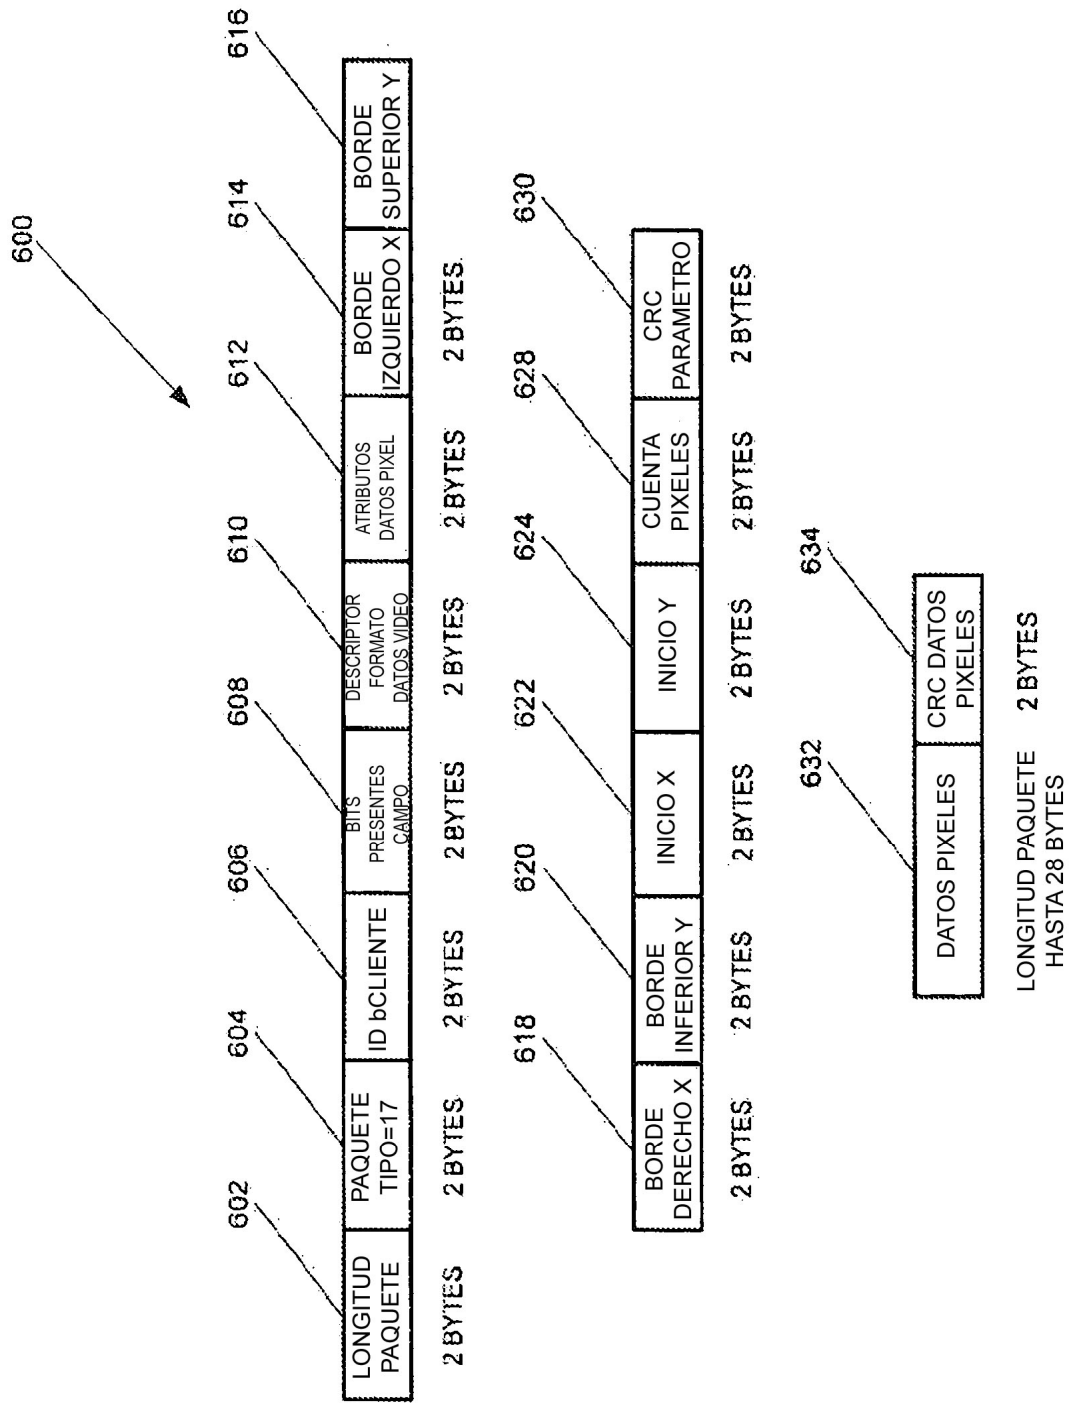 600
602
604
606
608
610
612
614
616
LONGITUD
PAQUETE
PAQUETE
TIPO=17
ID bCLIENTE
BITS
PRESENTES
CAMPO
DESCRIPTOR
FORMATO
DATOS VIDEO
ATRIBUTOS
DATOS PIXEL
BORDE
IZQUIERDO X
BORDE
SUPERIOR Y
2 BYTES
2 BYTES
2 BYTES
2 BYTES
2 BYTES
2 BYTES
2 BYTES
618
620
622
624
628
630
BORDE
DERECHO X
BORDE
INFERIOR Y
INICIO X
INICIO Y
CUENTA
PIXELES
CRC
PARAMETRO
2 BYTES
2 BYTES
2 BYTES
2 BYTES
2 BYTES
2 BYTES
632
634
DATOS PIXELES
CRC DATOS
PIXELES
LONGITUD PAQUETE
HASTA 28 BYTES
2 BYTES